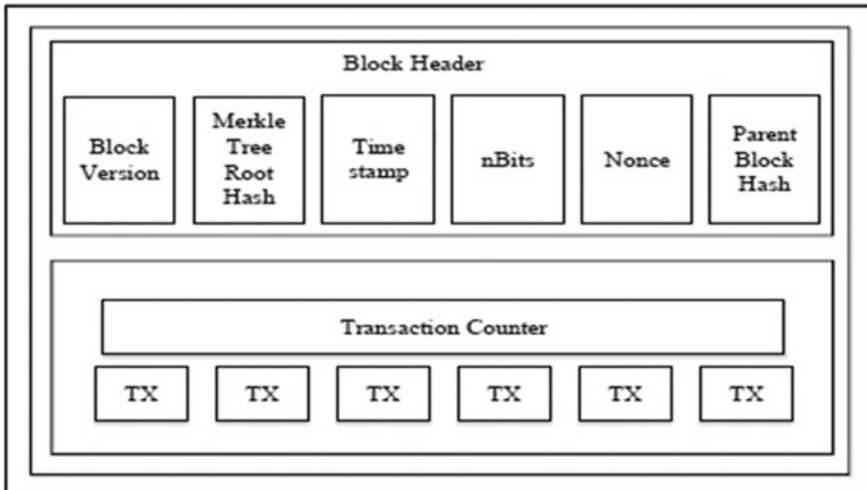 Block Header
Block
Version
Merkle
Tree
Root
Hash
Time
stamp
nBits
Nonce
Parent
Block
Hash
Transaction Counter
TX
TX
TX
TX
TX
TX